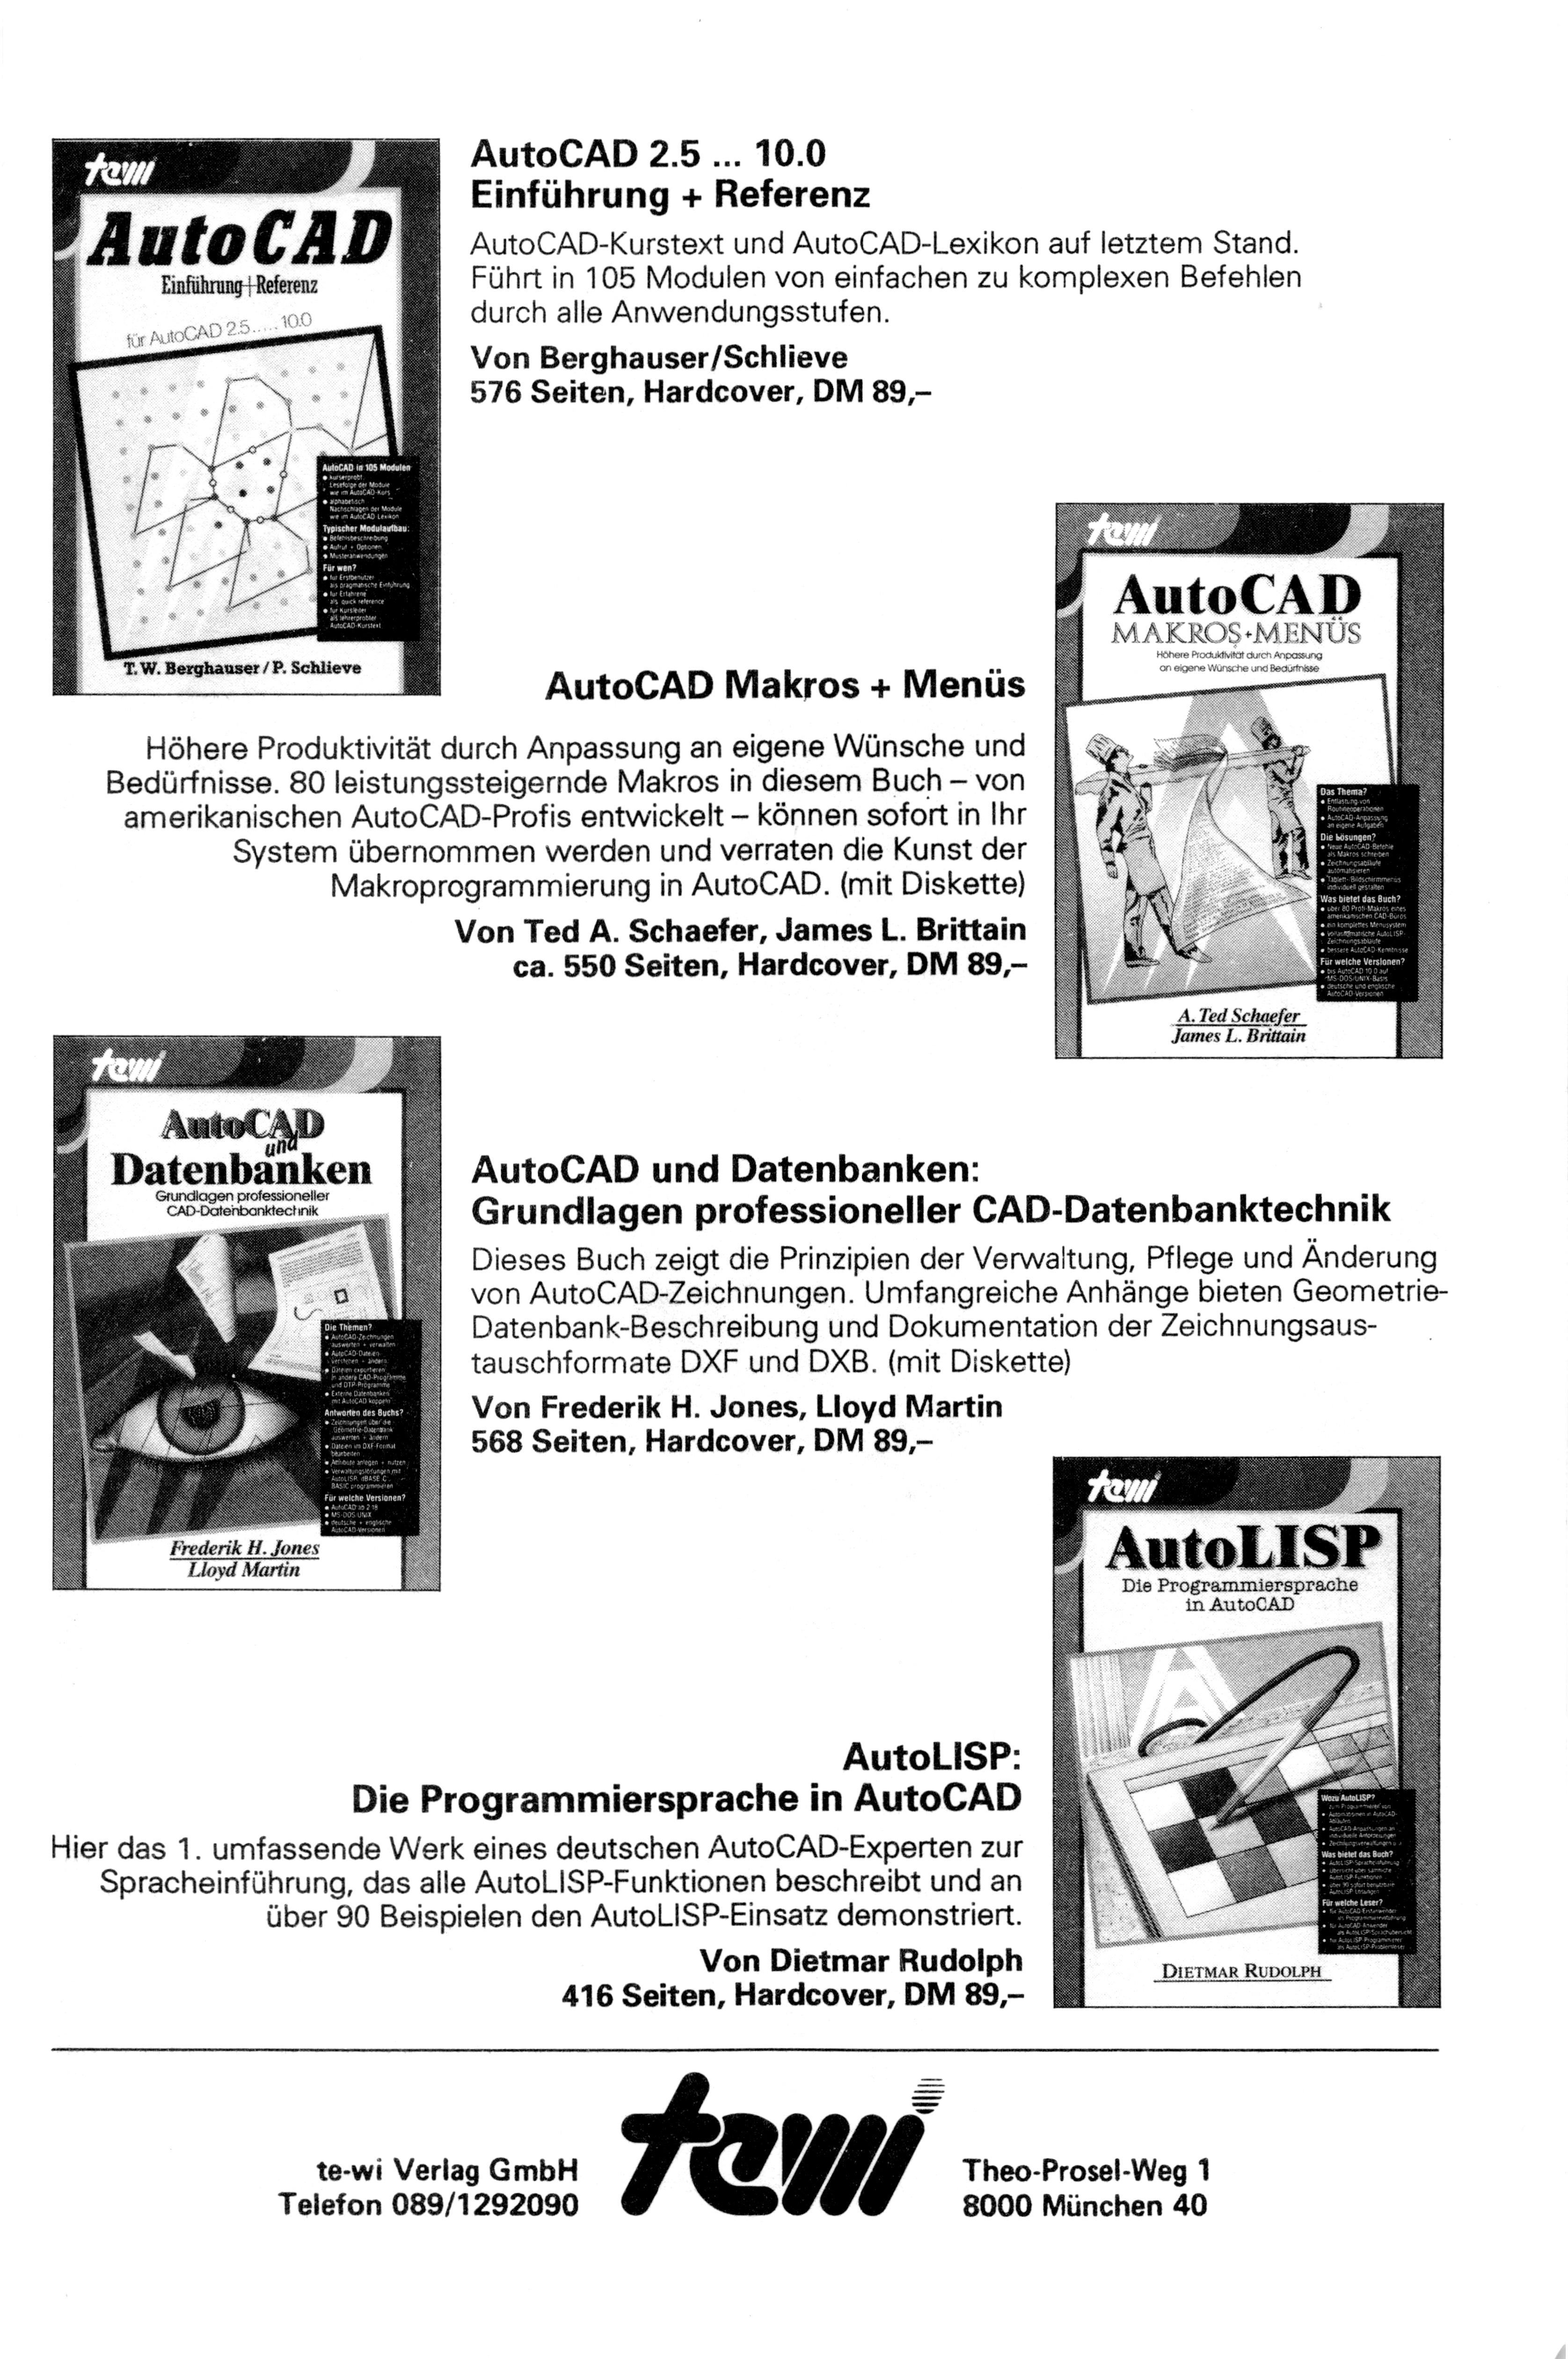 tewi
AutoCAD
Einführung+Referenz
für AutoCAD 2.5.....10.0
AutoCAD in 105 Modulen
Typischer Modulaufbau:
Für wen?
T. W. Berghauser / P. Schlieve
AutoCAD 2.5 ... 10.0
Einführung + Referenz
AutoCAD-Kurstext und AutoCAD-Lexikon auf letztem Stand.
Führt in 105 Modulen von einfachen zu komplexen Befehlen
durch alle Anwendungsstufen.
Von Berghauser/Schlieve
576 Seiten, Hardcover, DM 89,–
tewi
AutoCAD
MAKROS+MENÜS
Höhere Produktivität durch Anpassung
an eigene Wünsche und Bedürfnisse
Das Thema?
Die Lösungen?
Was bietet das Buch?
Für welche Versionen?
A. Ted Schaefer
James L. Brittain
AutoCAD Makros + Menüs
Höhere Produktivität durch Anpassung an eigene Wünsche und
Bedürfnisse. 80 leistungssteigernde Makros in diesem Buch – von
amerikanischen AutoCAD-Profis entwickelt – können sofort in Ihr
System übernommen werden und verraten die Kunst der
Makroprogrammierung in AutoCAD. (mit Diskette)
Von Ted A. Schaefer, James L. Brittain
ca. 550 Seiten, Hardcover, DM 89,–
tewi
AutoCAD
und
Datenbanken
Grundlagen professioneller
CAD-Datenbanktechnik
Die Themen?
Antworten des Buchs?
Für welche Versionen?
Frederik H. Jones
Lloyd Martin
AutoCAD und Datenbanken:
Grundlagen professioneller CAD-Datenbanktechnik
Dieses Buch zeigt die Prinzipien der Verwaltung, Pflege und Änderung
von AutoCAD-Zeichnungen. Umfangreiche Anhänge bieten Geometrie-
Datenbank-Beschreibung und Dokumentation der Zeichnungsaus-
tauschformate DXF und DXB. (mit Diskette)
Von Frederik H. Jones, Lloyd Martin
568 Seiten, Hardcover, DM 89,–
tewi
AutoLISP
Die Programmiersprache
in AutoCAD
Wozu AutoLISP?
Was bietet das Buch?
Für welche Leser?
DIETMAR RUDOLPH
AutoLISP:
Die Programmiersprache in AutoCAD
Hier das 1. umfassende Werk eines deutschen AutoCAD-Experten zur
Spracheinführung, das alle AutoLISP-Funktionen beschreibt und an
über 90 Beispielen den AutoLISP-Einsatz demonstriert.
Von Dietmar Rudolph
416 Seiten, Hardcover, DM 89,–
te-wi Verlag GmbH
Telefon 089/1292090
tewi
Theo-Prosel-Weg 1
8000 München 40